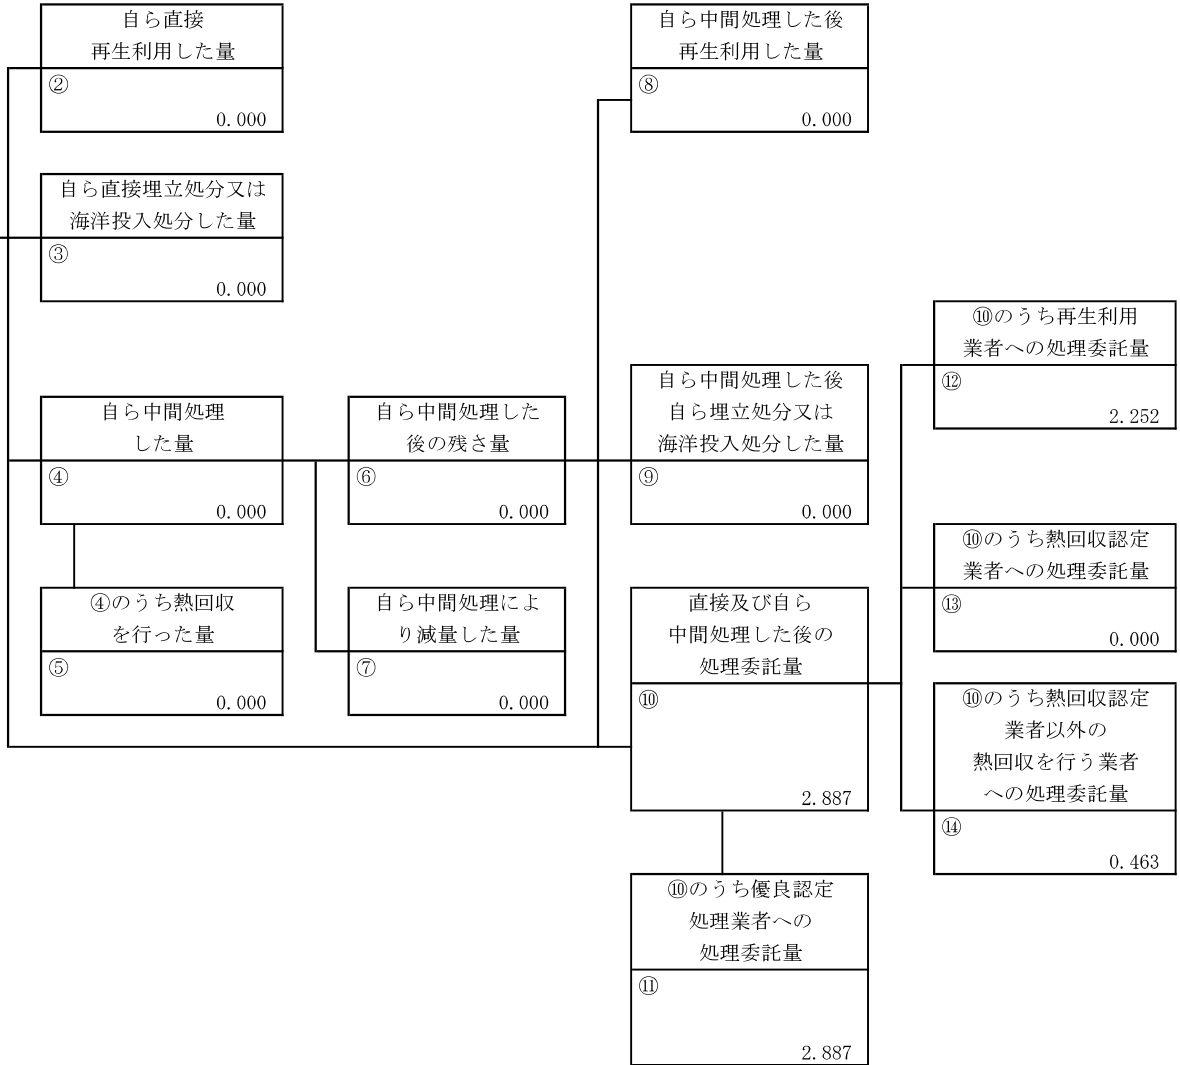 自ら直接
再生利用した量
②
0.000
自ら中間処理した後
再生利用した量
⑧
0.000
自ら直接埋立処分又は
海洋投入処分した量
③
0.000
⑩のうち再生利用
業者への処理委託量
⑫
2.252
自ら中間処理した後
自ら埋立処分又は
海洋投入処分した量
⑨
0.000
自ら中間処理
した量
④
0.000
自ら中間処理した
後の残さ量
⑥
0.000
⑩のうち熱回収認定
業者への処理委託量
⑬
0.000
④のうち熱回収
を行った量
⑤
0.000
自ら中間処理によ
り減量した量
⑦
0.000
直接及び自ら
中間処理した後の
処理委託量
⑩
2.887
⑩のうち熱回収認定
業者以外の
熱回収を行う業者
への処理委託量
⑭
0.463
⑩のうち優良認定
処理業者への
処理委託量
⑪
2.887